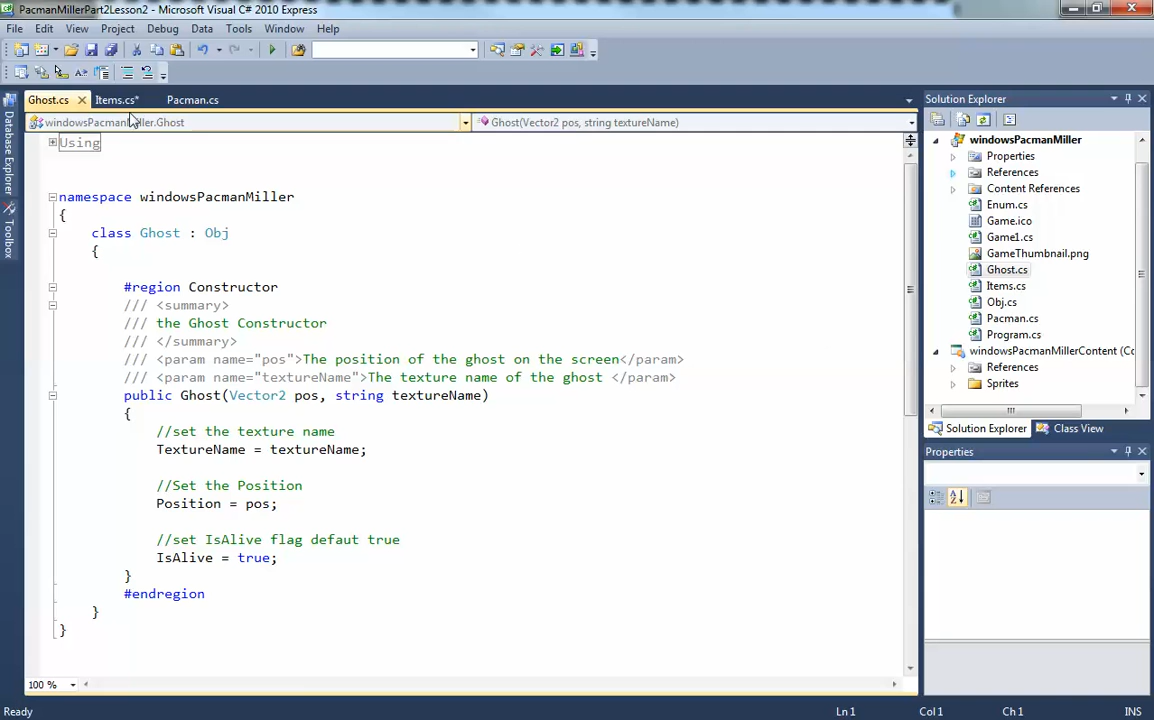 PacmanMillerPart2Lesson2 - Microsoft Visual C# 2010 Express
File Edit View Project Debug Data Tools Window Help
Ghost.cs Items.cs* Pacman.cs
windowsPacmanMiller.Ghost Ghost(Vector2 pos, string textureName)
Database Explorer
Toolbox
Using
namespace windowsPacmanMiller
{
class Ghost : Obj
{
#region Constructor
/// <summary>
/// the Ghost Constructor
/// </summary>
/// <param name="pos">The position of the ghost on the screen</param>
/// <param name="textureName">The texture name of the ghost </param>
public Ghost(Vector2 pos, string textureName)
{
//set the texture name
TextureName = textureName;
//Set the Position
Position = pos;
//set IsAlive flag defaut true
IsAlive = true;
}
#endregion
}
}
100 %
Solution Explorer
windowsPacmanMiller
Properties
References
Content References
Enum.cs
Game.ico
Game1.cs
GameThumbnail.png
Ghost.cs
Items.cs
Obj.cs
Pacman.cs
Program.cs
windowsPacmanMillerContent (Co
References
Sprites
Solution Explorer Class View
Properties
Ready Ln 1 Col 1 Ch 1 INS